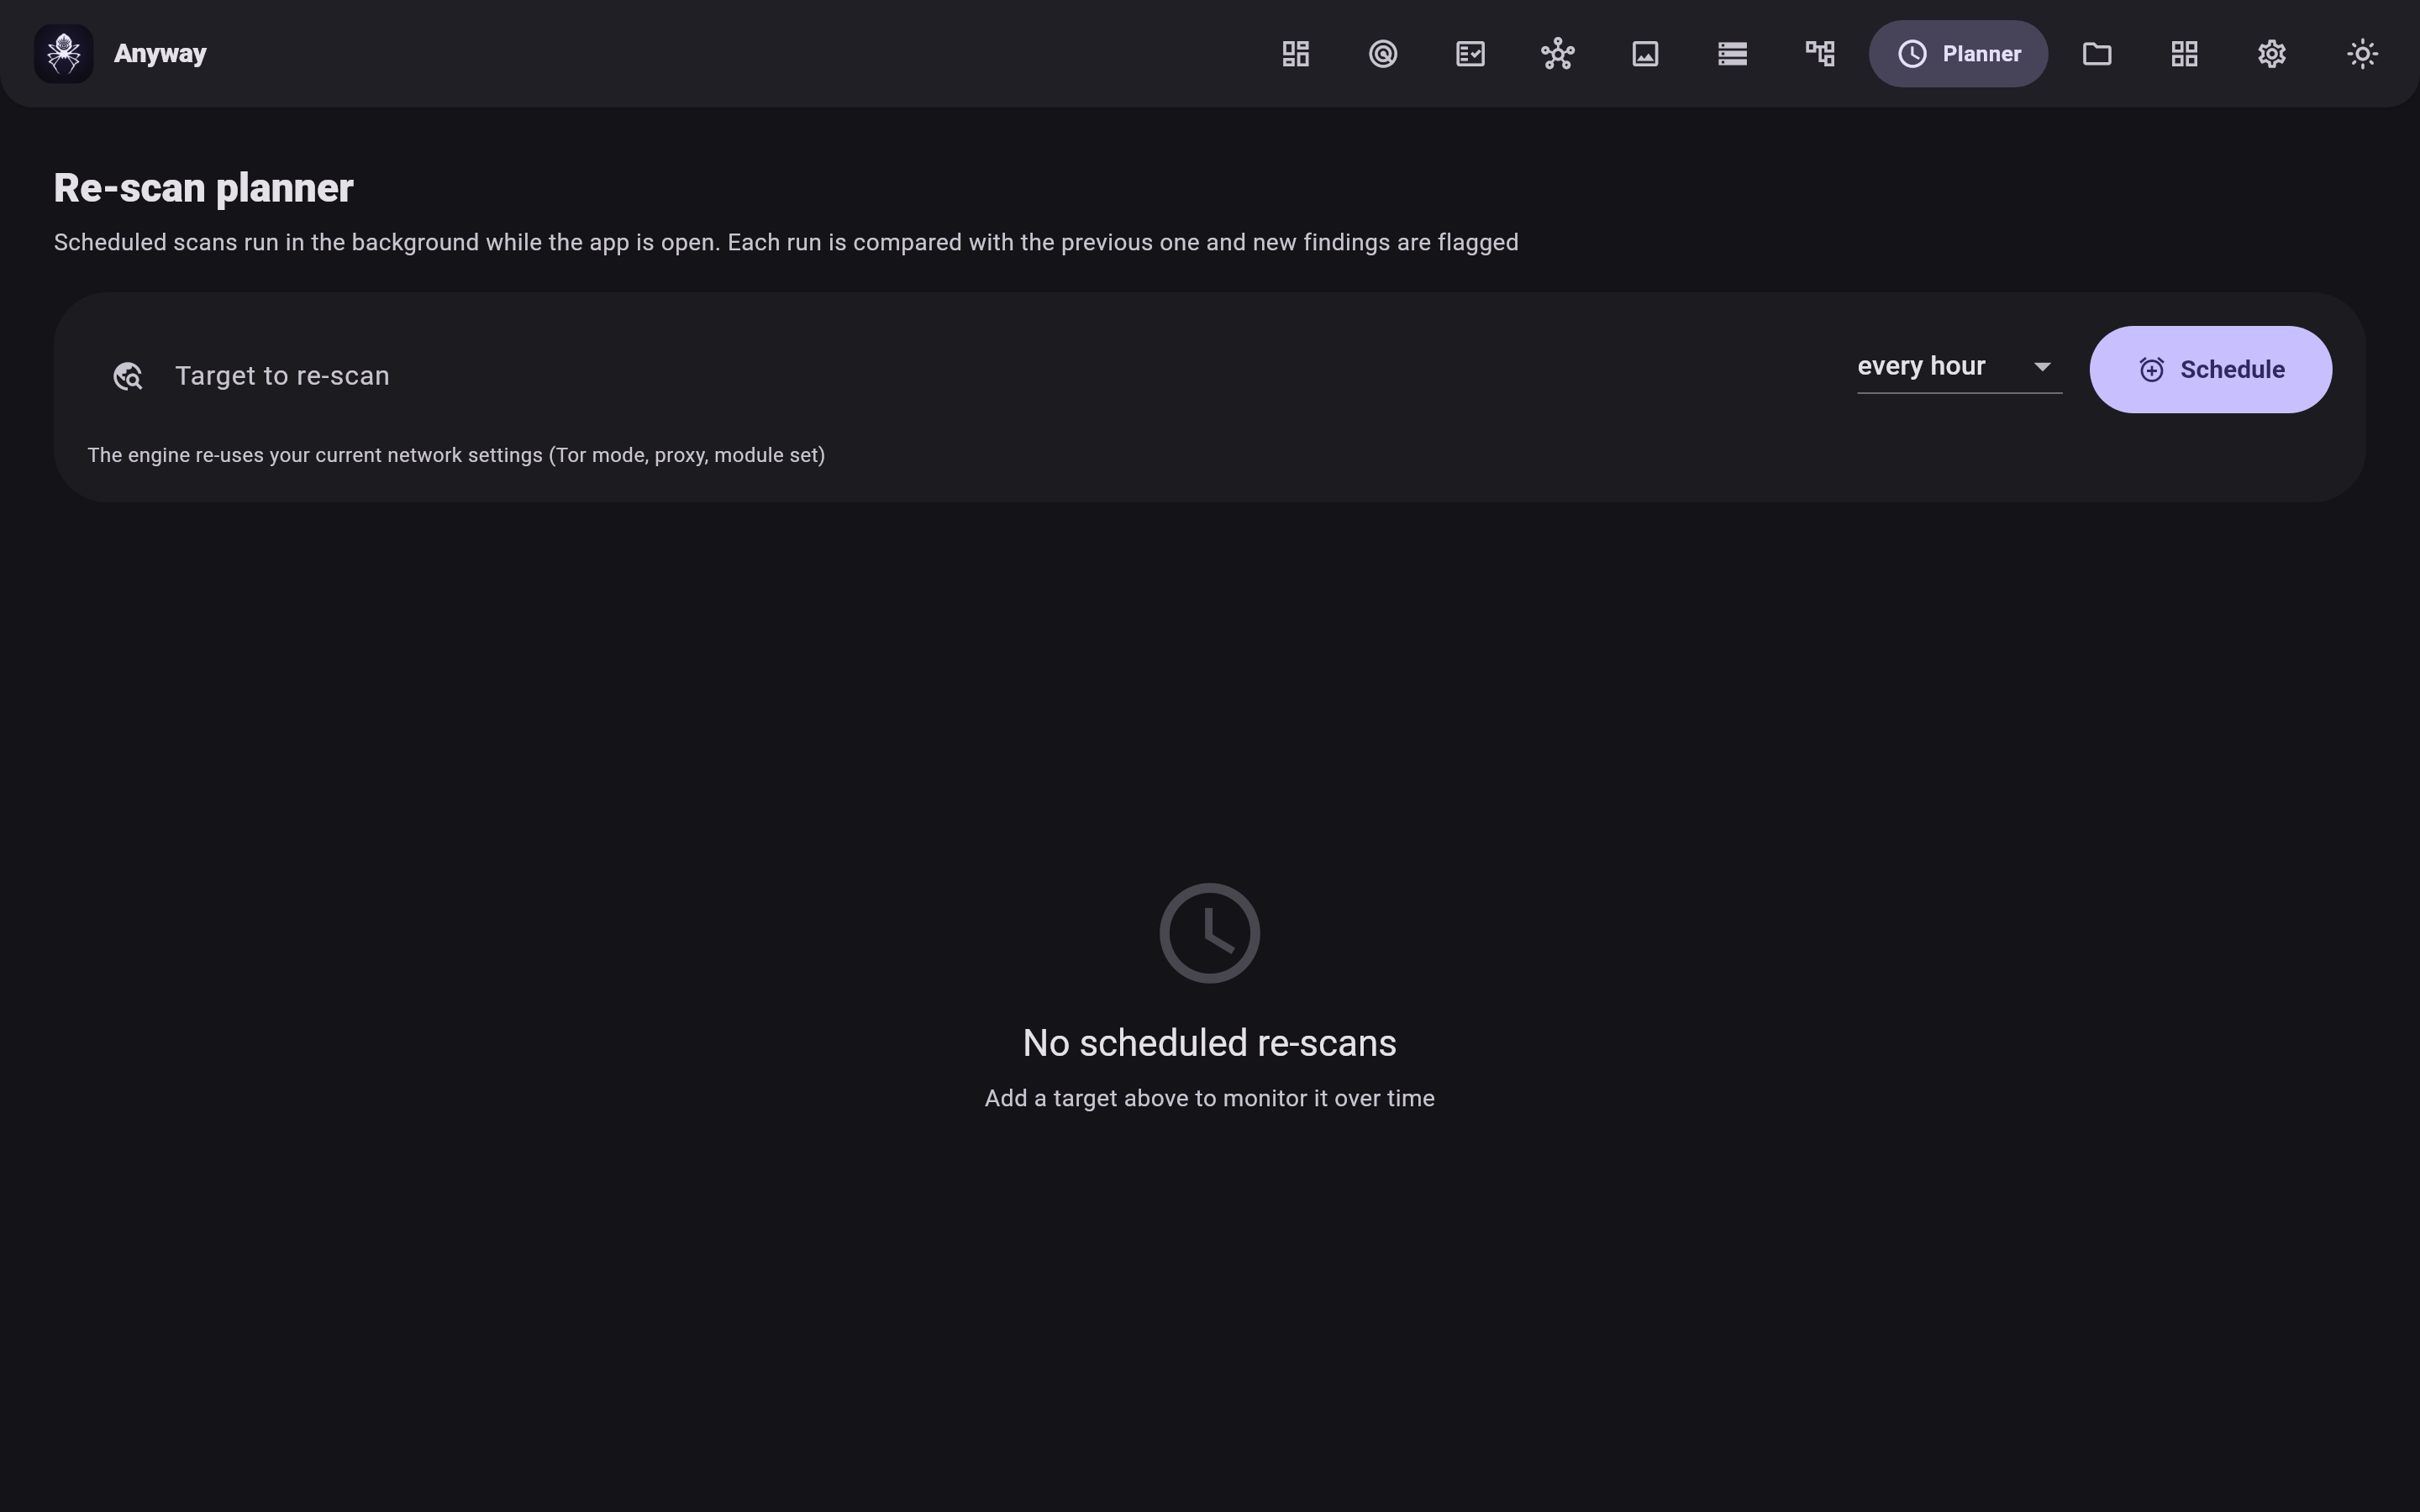 Anyway
Planner
Re-scan planner
Scheduled scans run in the background while the app is open. Each run is compared with the previous one and new findings are flagged
Target to re-scan
every hour
Schedule
The engine re-uses your current network settings (Tor mode, proxy, module set)
No scheduled re-scans
Add a target above to monitor it over time